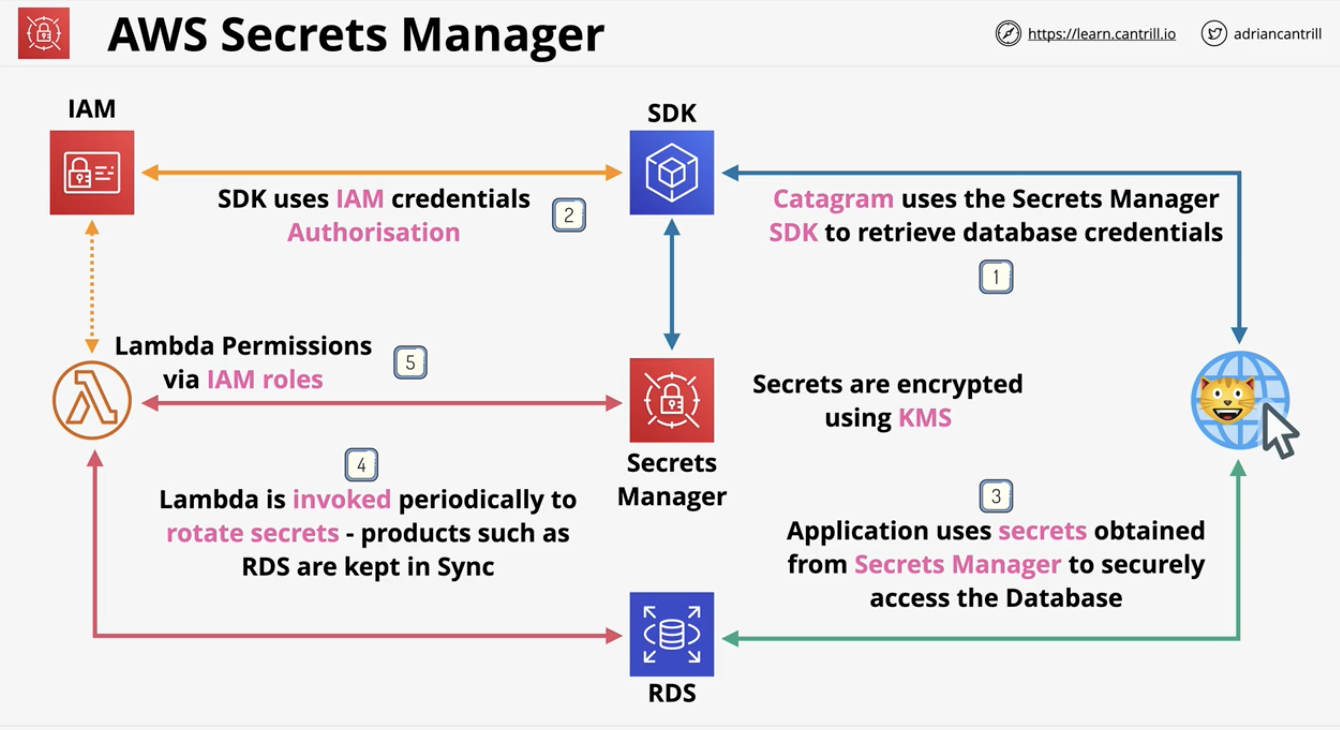 AWS Secrets Manager
https://learn.cantrill.io
adriancantrill
IAM
SDK
SDK uses IAM credentials
Authorisation
2
Catagram uses the Secrets Manager
SDK to retrieve database credentials
1
Lambda Permissions
via IAM roles
5
Secrets are encrypted
using KMS
Secrets
Manager
4
Lambda is invoked periodically to
rotate secrets - products such as
RDS are kept in Sync
3
Application uses secrets obtained
from Secrets Manager to securely
access the Database
RDS